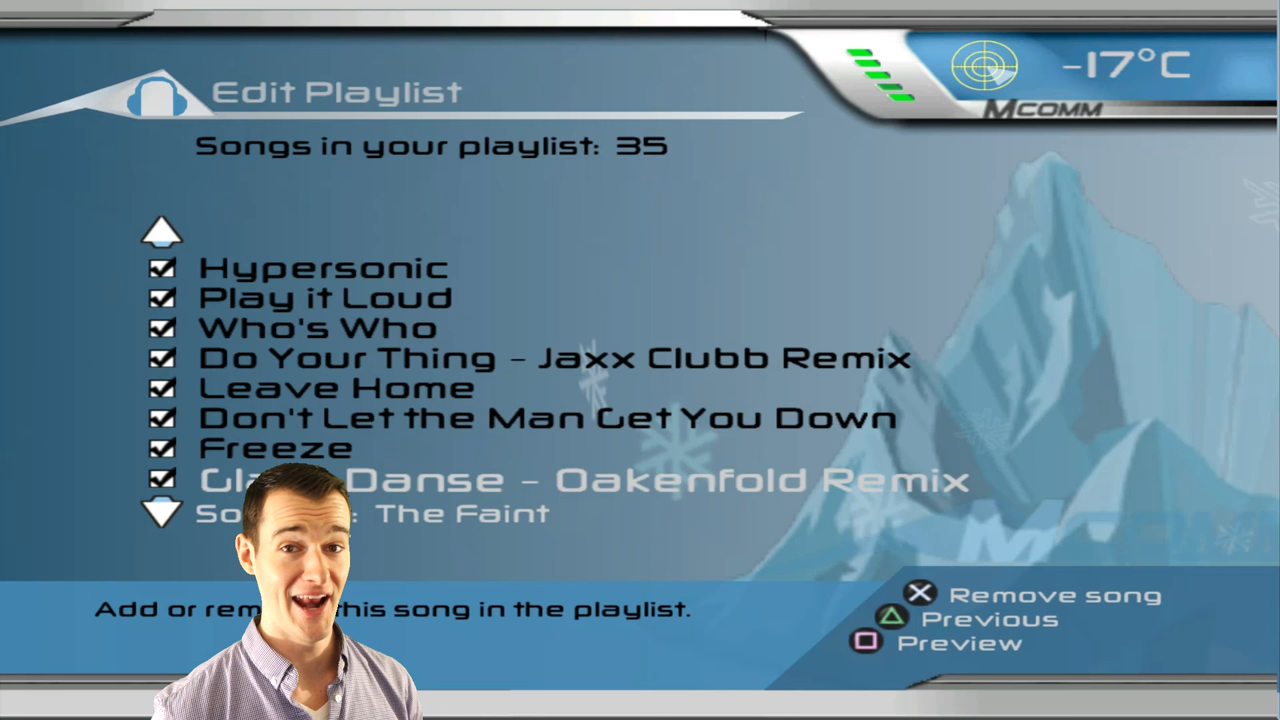 Edit Playlist
-17°C
MCOMM
Songs in your playlist: 35
Hypersonic
Play it Loud
Who's Who
Do Your Thing - Jaxx Clubb Remix
Leave Home
Don't Let the Man Get You Down
Freeze
Danse - Oakenfold Remix
The Faint
Add or this song in the playlist.
Remove song
Previous
Preview